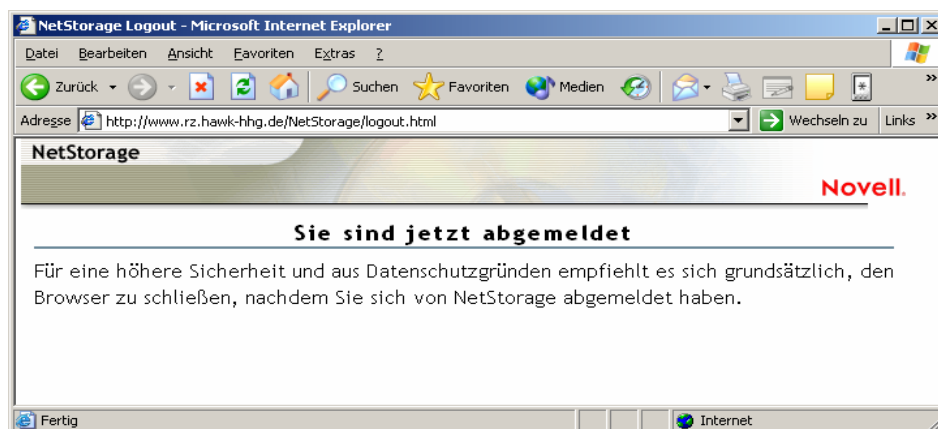 NetStorage Logout - Microsoft Internet Explorer
Datei Bearbeiten Ansicht Favoriten Extras ?
Zurück Suchen Favoriten Medien »
Adresse http://www.rz.hawk-hhg.de/NetStorage/logout.html Wechseln zu Links »
NetStorage
Novell.
Sie sind jetzt abgemeldet
Für eine höhere Sicherheit und aus Datenschutzgründen empfiehlt es sich grundsätzlich, den
Browser zu schließen, nachdem Sie sich von NetStorage abgemeldet haben.
Fertig Internet